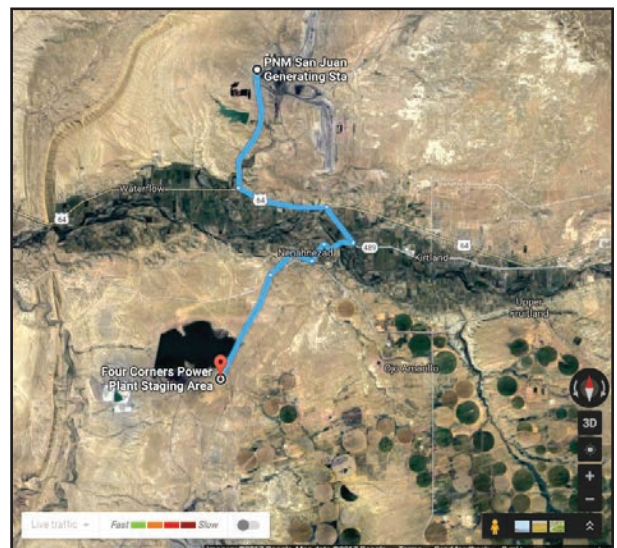 PNM San Juan
Generating Sta
Waterflow
64
64
Nenahnezad
489
64
Kirtland
Upper
Fruitland
Four Corners Power
Plant Staging Area
Ojo Amarillo
3D
Live traffic
Fast
Slow